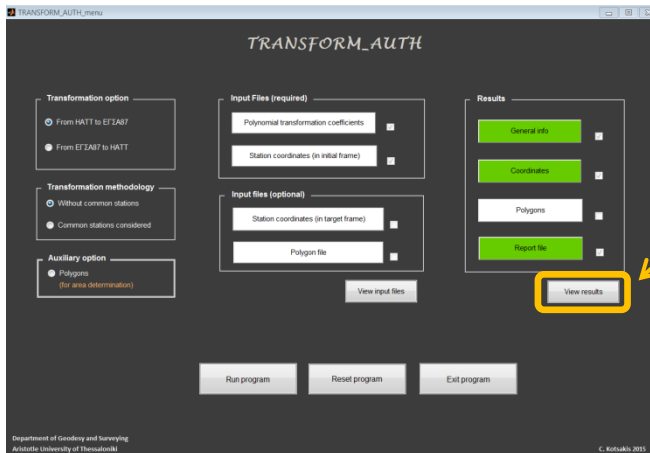 TRANSFORM_AUTH_menu
TRANSFORM_AUTH
Transformation option
From HATT to ΕΓΣΑ87
From ΕΓΣΑ87 to HATT
Transformation methodology
Without common stations
Common stations considered
Auxiliary option
Polygons
(for area determination)
Input Files (required)
Polynomial transformation coefficients
Station coordinates (in initial frame)
Input files (optional)
Station coordinates (in target frame)
Polygon file
View input files
Results
General info
Coordinates
Polygons
Report file
View results
Run program
Reset program
Exit program
Department of Geodesy and Surveying
Aristotle University of Thessaloniki
C. Kotsakis 2015